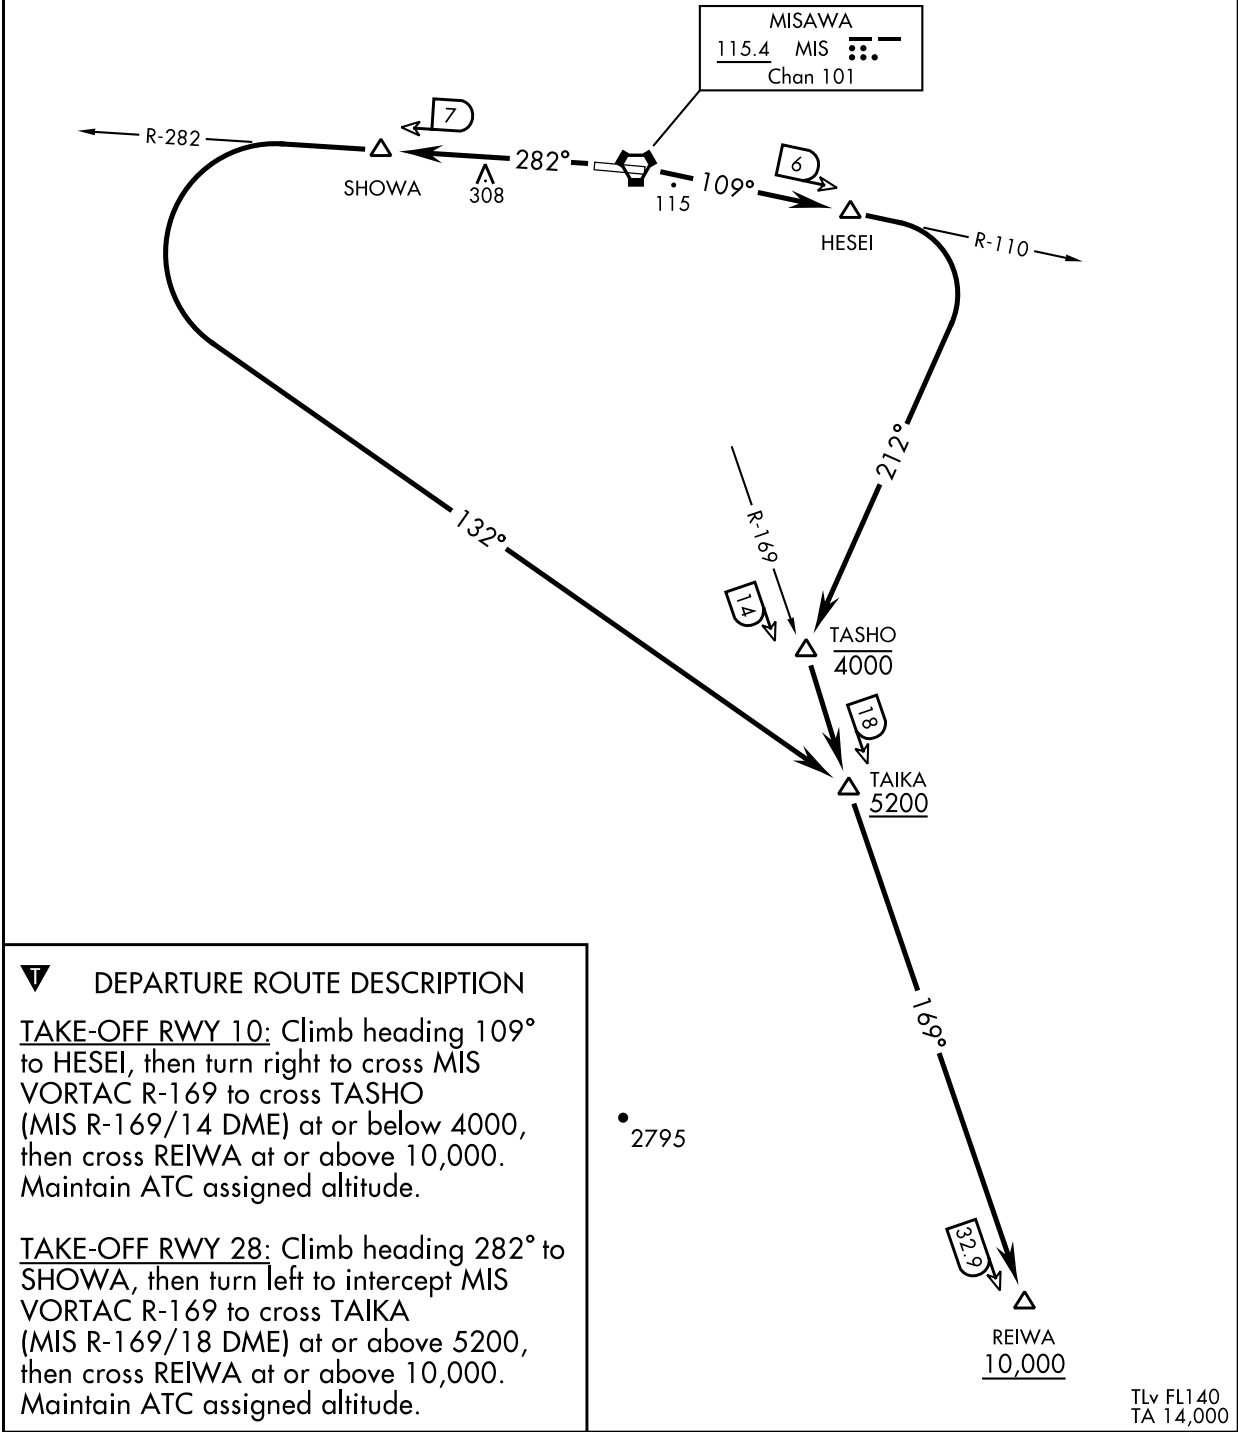 MISAWA
115.4 MIS
Chan 101
R-282
7
282°
SHOWA
308
115
109°
6
HESEI
R-110
212°
132°
R-169
14
TASHO
4000
18
TAIKA
5200
169°
2795
32.9
REIWA
10,000
TLv FL140
TA 14,000
T DEPARTURE ROUTE DESCRIPTION
TAKE-OFF RWY 10: Climb heading 109°
to HESEI, then turn right to cross MIS
VORTAC R-169 to cross TASHO
(MIS R-169/14 DME) at or below 4000,
then cross REIWA at or above 10,000.
Maintain ATC assigned altitude.
TAKE-OFF RWY 28: Climb heading 282° to
SHOWA, then turn left to intercept MIS
VORTAC R-169 to cross TAIKA
(MIS R-169/18 DME) at or above 5200,
then cross REIWA at or above 10,000.
Maintain ATC assigned altitude.